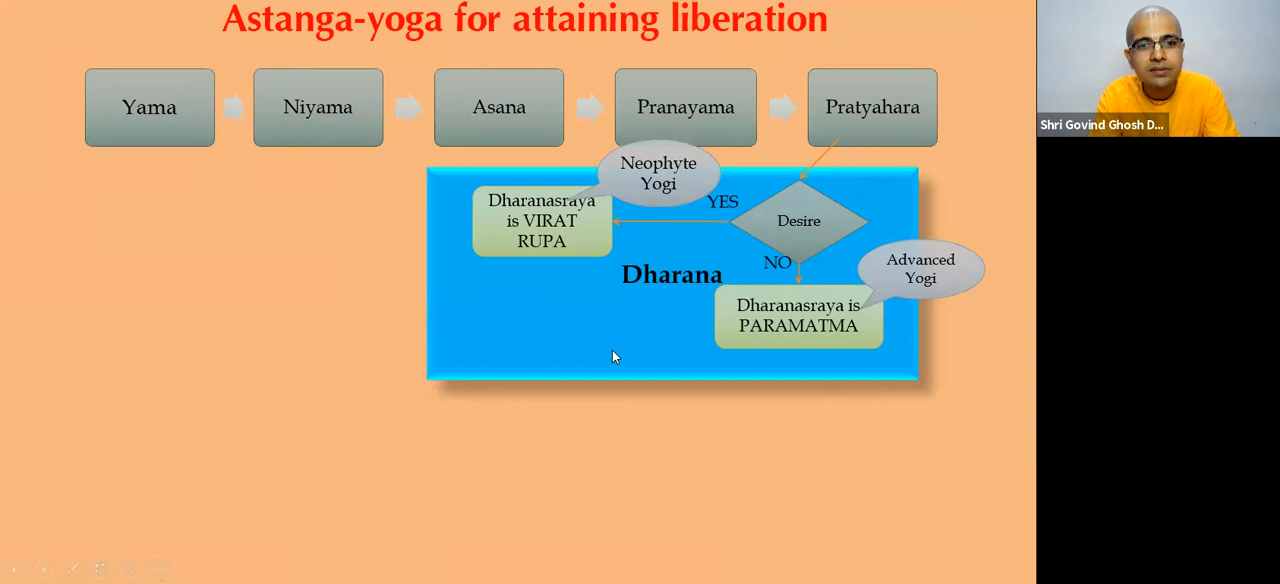 Astanga-yoga for attaining liberation
Yama
Niyama
Asana
Pranayama
Pratyahara
Neophyte
Yogi
Dharanasraya
is VIRAT
RUPA
YES
Desire
NO
Advanced
Yogi
Dharana
Dharanasraya is
PARAMATMA
Shri Govind Ghosh D...